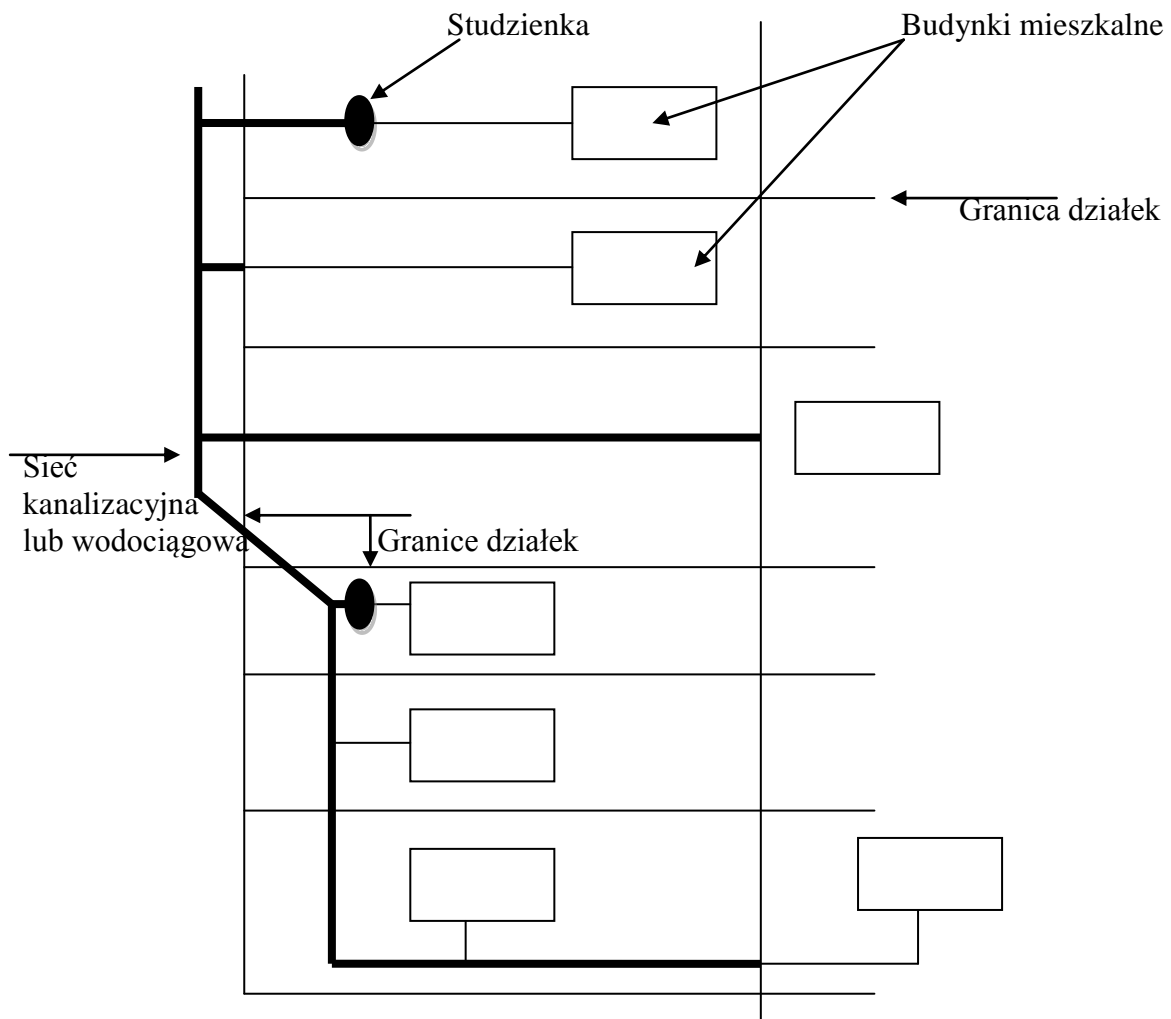 Studzienka
Budynki mieszkalne
Granica działek
Sieć
kanalizacyjna
lub wodociągowa
Granice działek